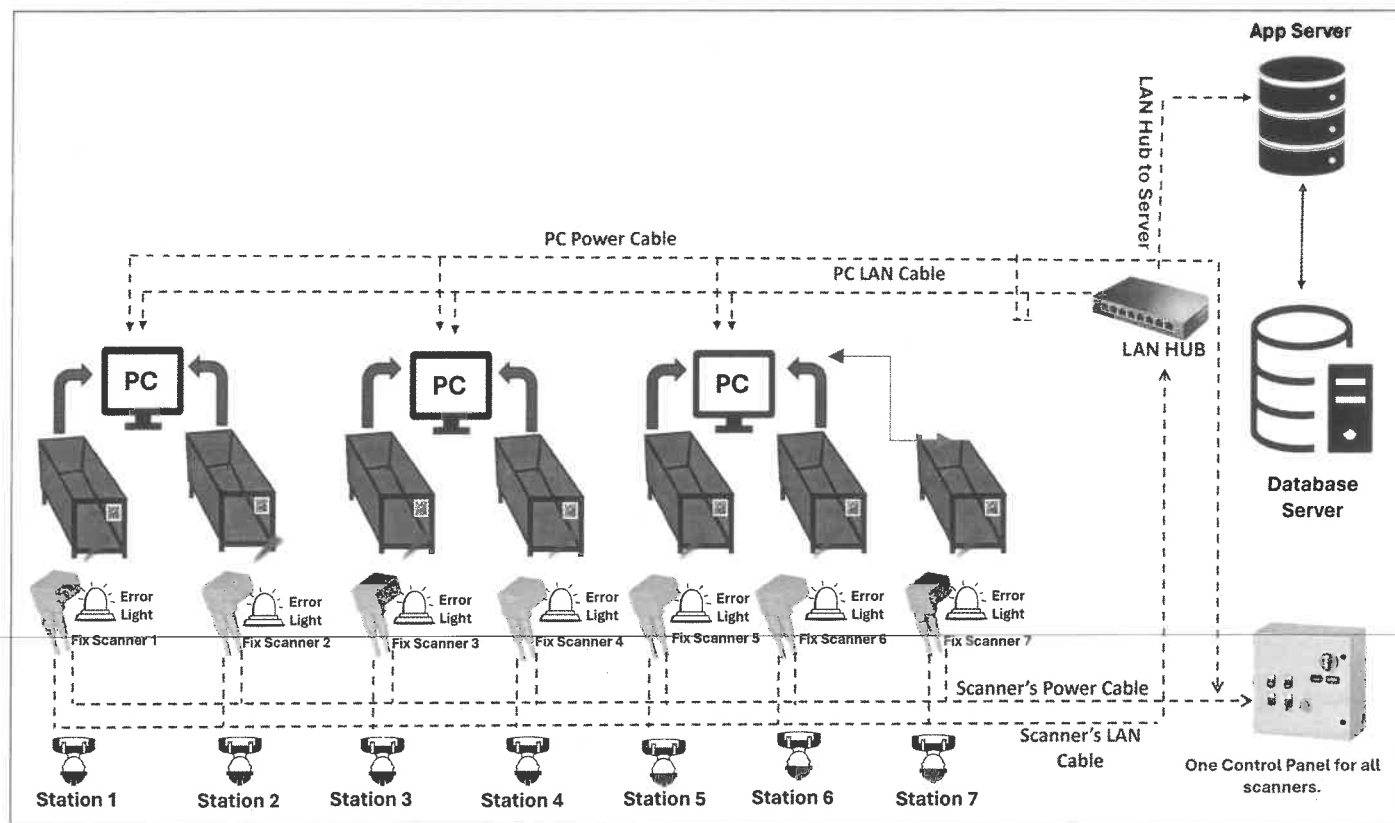 App Server
LAN Hub to Server
PC Power Cable
PC LAN Cable
LAN HUB
PC
PC
PC
Database
Server
Error
Light
Fix Scanner 1
Error
Light
Fix Scanner 2
Error
Light
Fix Scanner 3
Error
Light
Fix Scanner 4
Error
Light
Fix Scanner 5
Error
Light
Fix Scanner 6
Error
Light
Fix Scanner 7
Scanner's Power Cable
Scanner's LAN
Cable
One Control Panel for all
scanners.
Station 1
Station 2
Station 3
Station 4
Station 5
Station 6
Station 7